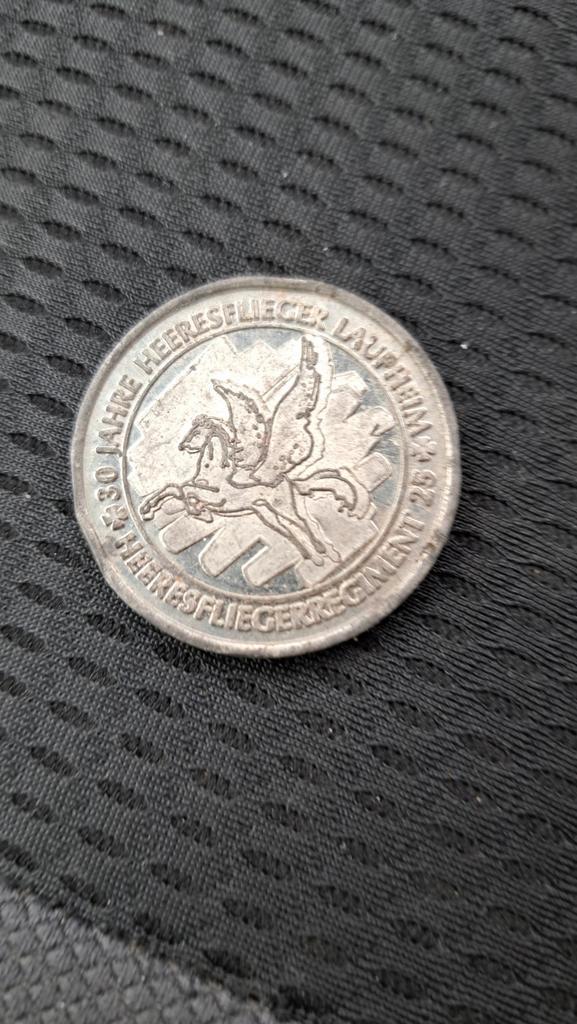 30 JAHRE HEERESFLIEGER LAUPHEIM
HEERESFLIEGERREGIMENT 25